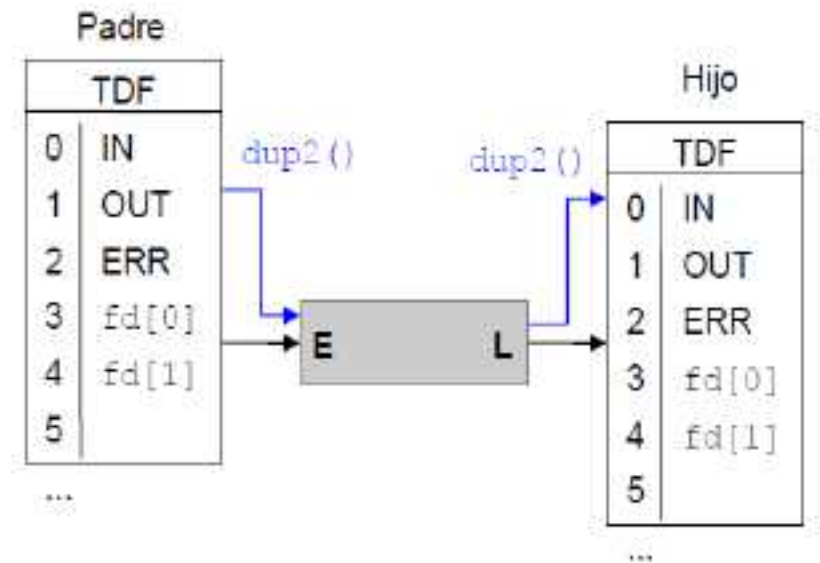 Padre
TDF
0 IN
1 OUT
2 ERR
3 fd[0]
4 fd[1]
5
...
dup2()
E L
dup2()
Hijo
TDF
0 IN
1 OUT
2 ERR
3 fd[0]
4 fd[1]
5
...